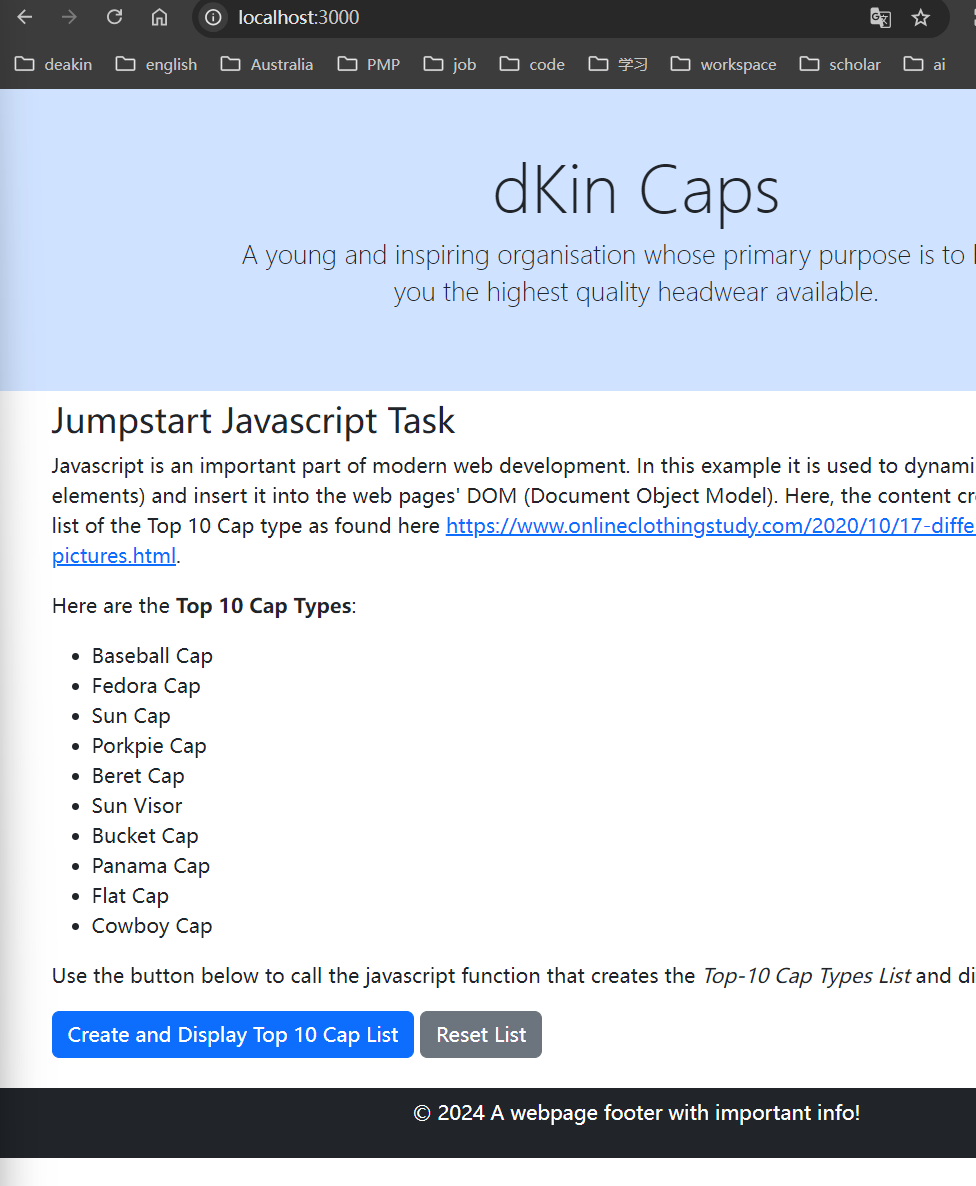 localhost:3000
deakin english Australia PMP job code 学习 workspace scholar ai
dKin Caps
A young and inspiring organisation whose primary purpose is to
you the highest quality headwear available.
Jumpstart Javascript Task
Javascript is an important part of modern web development. In this example it is used to dynami
elements) and insert it into the web pages' DOM (Document Object Model). Here, the content cr
list of the Top 10 Cap type as found here https://www.onlineclothingstudy.com/2020/10/17-diffe
pictures.html.
Here are the Top 10 Cap Types:
• Baseball Cap
• Fedora Cap
• Sun Cap
• Porkpie Cap
• Beret Cap
• Sun Visor
• Bucket Cap
• Panama Cap
• Flat Cap
• Cowboy Cap
Use the button below to call the javascript function that creates the Top-10 Cap Types List and di
Create and Display Top 10 Cap List Reset List
© 2024 A webpage footer with important info!